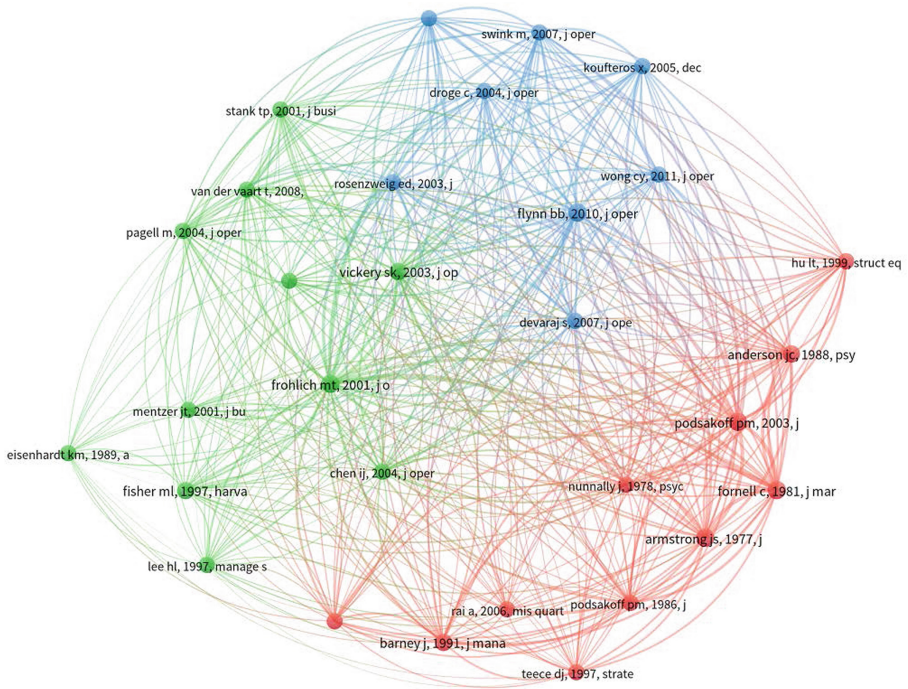 swink m, 2007, j oper
koufteros x, 2005, dec
droge c, 2004, j oper
stank tp, 2001, j busi
wong cy, 2011, j oper
rosenzweig ed, 2003, j
van der vaart t, 2008,
flynn bb, 2010, j oper
pagell m, 2004, j oper
hu lt, 1999, struct eq
vickery sk, 2003, j op
devaraj s, 2007, j ope
anderson jc, 1988, psy
frohlich mt, 2001, j o
mentzer jt, 2001, j bu
podsakoff pm, 2003, j
eisenhardt km, 1989, a
chen ij, 2004, j oper
nunnally j, 1978, psyc
fisher ml, 1997, harva
fornell c, 1981, j mar
armstrong js, 1977, j
lee hl, 1997, manage s
podsakoff pm, 1986, j
rai a, 2006, mis quart
barney j, 1991, j mana
teece dj, 1997, strate